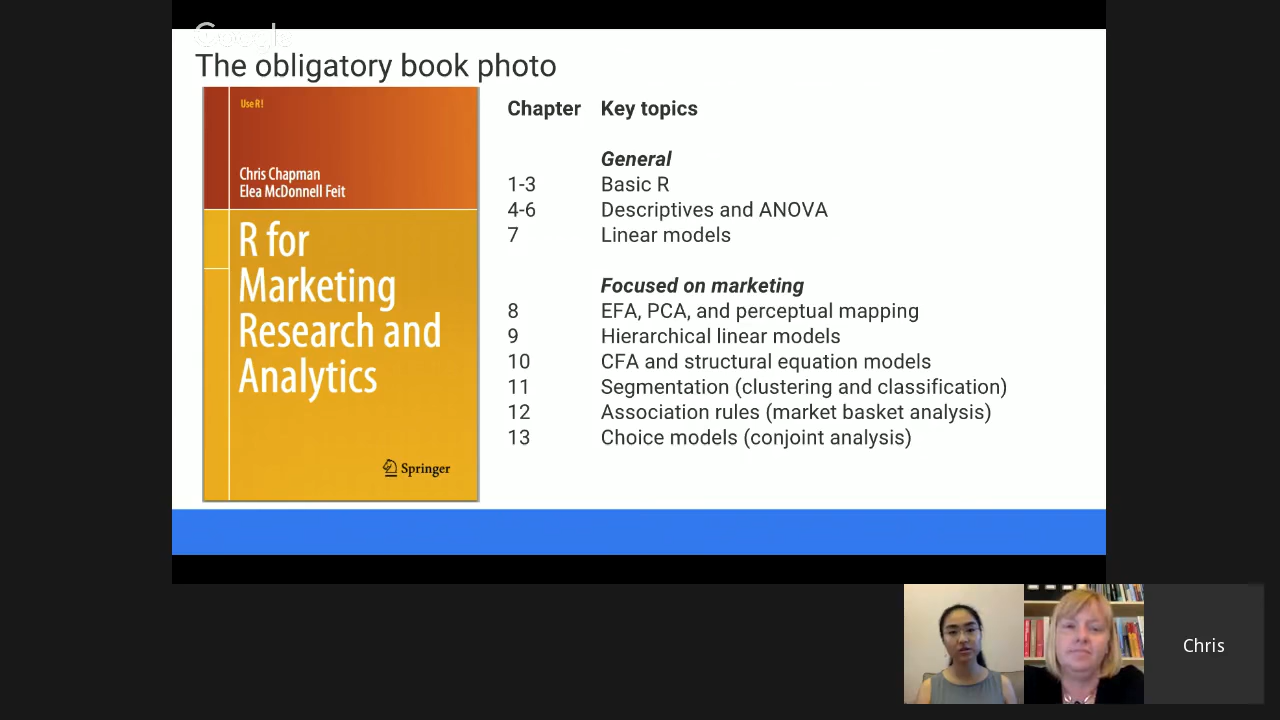 Google
The obligatory book photo
Use R!
Chris Chapman
Elea McDonnell Feit
R for
Marketing
Research and
Analytics
Springer
Chapter Key topics
General
1-3 Basic R
4-6 Descriptives and ANOVA
7 Linear models
Focused on marketing
8 EFA, PCA, and perceptual mapping
9 Hierarchical linear models
10 CFA and structural equation models
11 Segmentation (clustering and classification)
12 Association rules (market basket analysis)
13 Choice models (conjoint analysis)
Chris